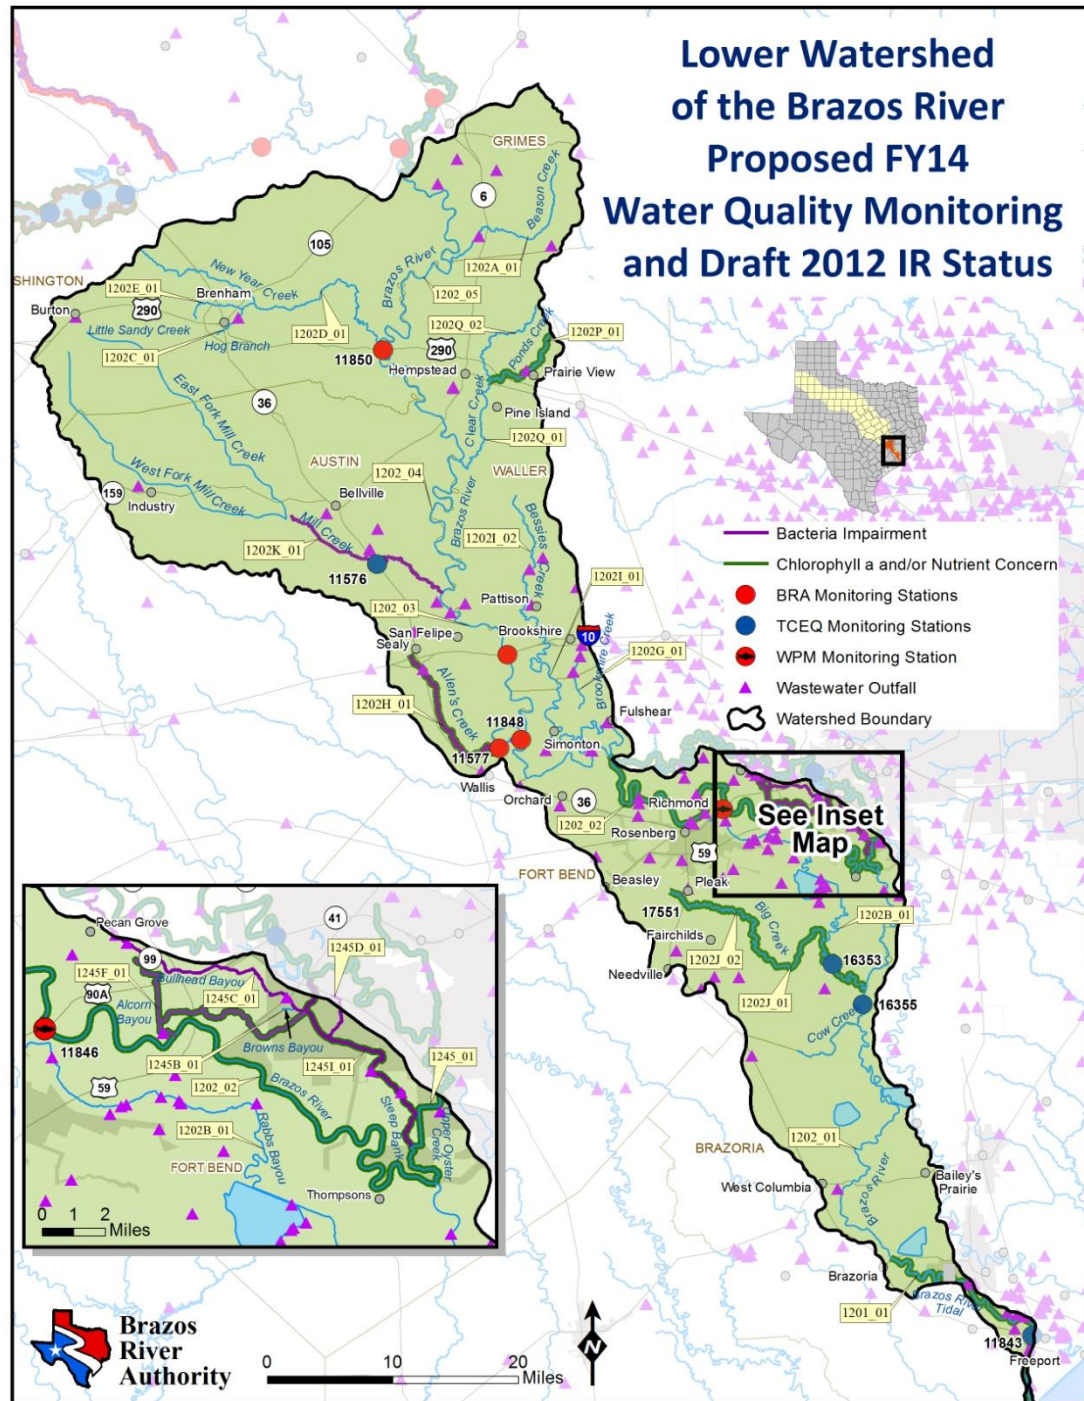 Lower Watershed
of the Brazos River
Proposed FY14
Water Quality Monitoring
and Draft 2012 IR Status
GRIMES
6
Beason Creek
105
1202A_01
New Year Creek
Brazos River
1202_05
SHINGTON
1202E_01
Brenham
Burton
290
Little Sandy Creek
1202D_01
1202Q_02
1202P_01
Ponds Creek
1202C_01
Hog Branch
11850
290
Hempstead
Prairie View
East Fork Mill Creek
36
Clear Creek
Pine Island
1202Q_01
AUSTIN
1202_04
WALLER
West Fork Mill Creek
159
Industry
Bellville
Mill Creek
Brazos River
1202K_01
1202I_02
Bessies Creek
11576
1202I_01
1202_03
Pattison
San Felipe
Sealy
Brookshire
10
Brookshire Creek
1202G_01
Allen's Creek
1202H_01
11848
Fulshear
11577
Simonton
Wallis
Orchard
36
Richmond
1202_02
Rosenberg
59
See Inset
Map
FORT BEND
Beasley
Pleak
17551
Big Creek
1202B_01
Fairchilds
1202J_02
16353
Needville
1202J_01
16355
Cow Creek
1202_01
BRAZORIA
Brazos River
Bailey's
Prairie
West Columbia
Brazoria
Brazos River
Tidal
1201_01
11843
Freeport
Bacteria Impairment
Chlorophyll a and/or Nutrient Concern
BRA Monitoring Stations
TCEQ Monitoring Stations
WPM Monitoring Station
Wastewater Outfall
Watershed Boundary
Pecan Grove
41
99
1245D_01
1245F_01
Bullhead Bayou
90A
1245C_01
Alcorn
Bayou
11846
Browns Bayou
1245B_01
1245I_01
1245_01
59
1202_02
Brazos River
Steep Bank
Upper Oyster
Creek
1202B_01
Rabbs Bayou
FORT BEND
Thompsons
0 1 2
Miles
Brazos
River
Authority
0 10 20
Miles
N